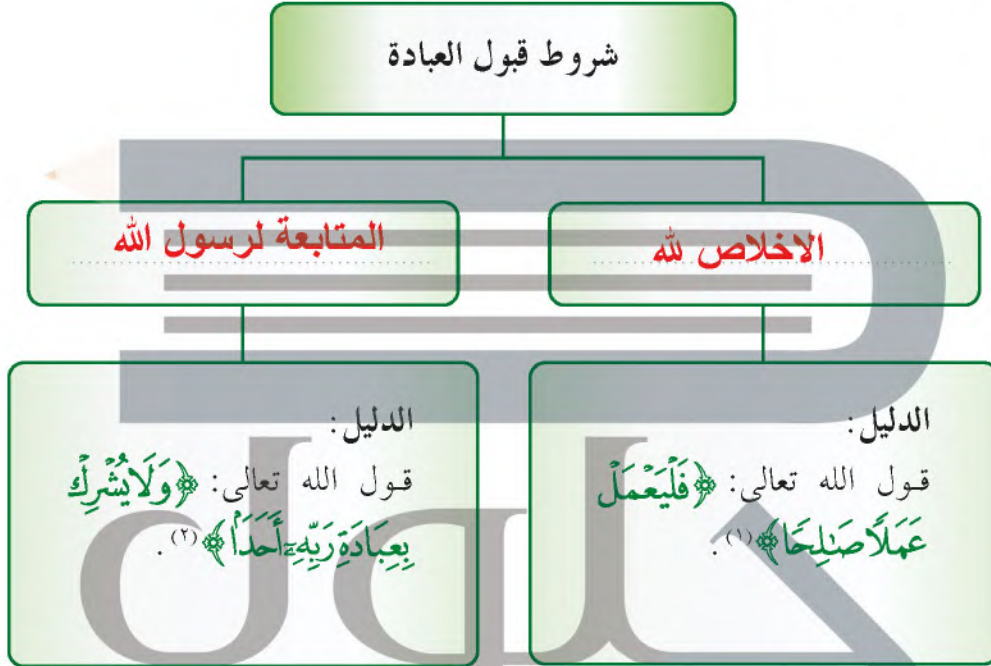 شروط قبول العبادة
الاخلاص لله
المتابعة لرسول الله
الدليل:
قول الله تعالى: ﴿فَلْيَعْمَلْ
عَمَلًا صَٰلِحًا﴾(١).
الدليل:
قول الله تعالى: ﴿وَلَا يُشْرِكْ
بِعِبَادَةِ رَبِّهِۦٓ أَحَدَۢا﴾(٢).
حلول